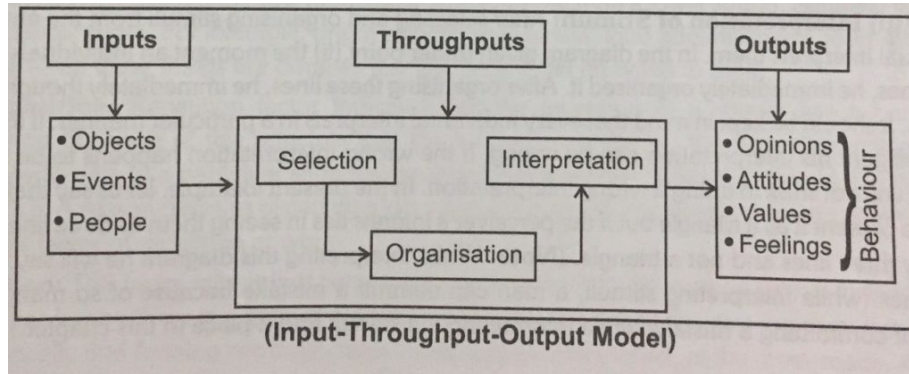 Inputs
Throughputs
Outputs
• Objects
• Events
• People
Selection
Interpretation
Organisation
• Opinions
• Attitudes
• Values
• Feelings
Behaviour
(Input-Throughput-Output Model)